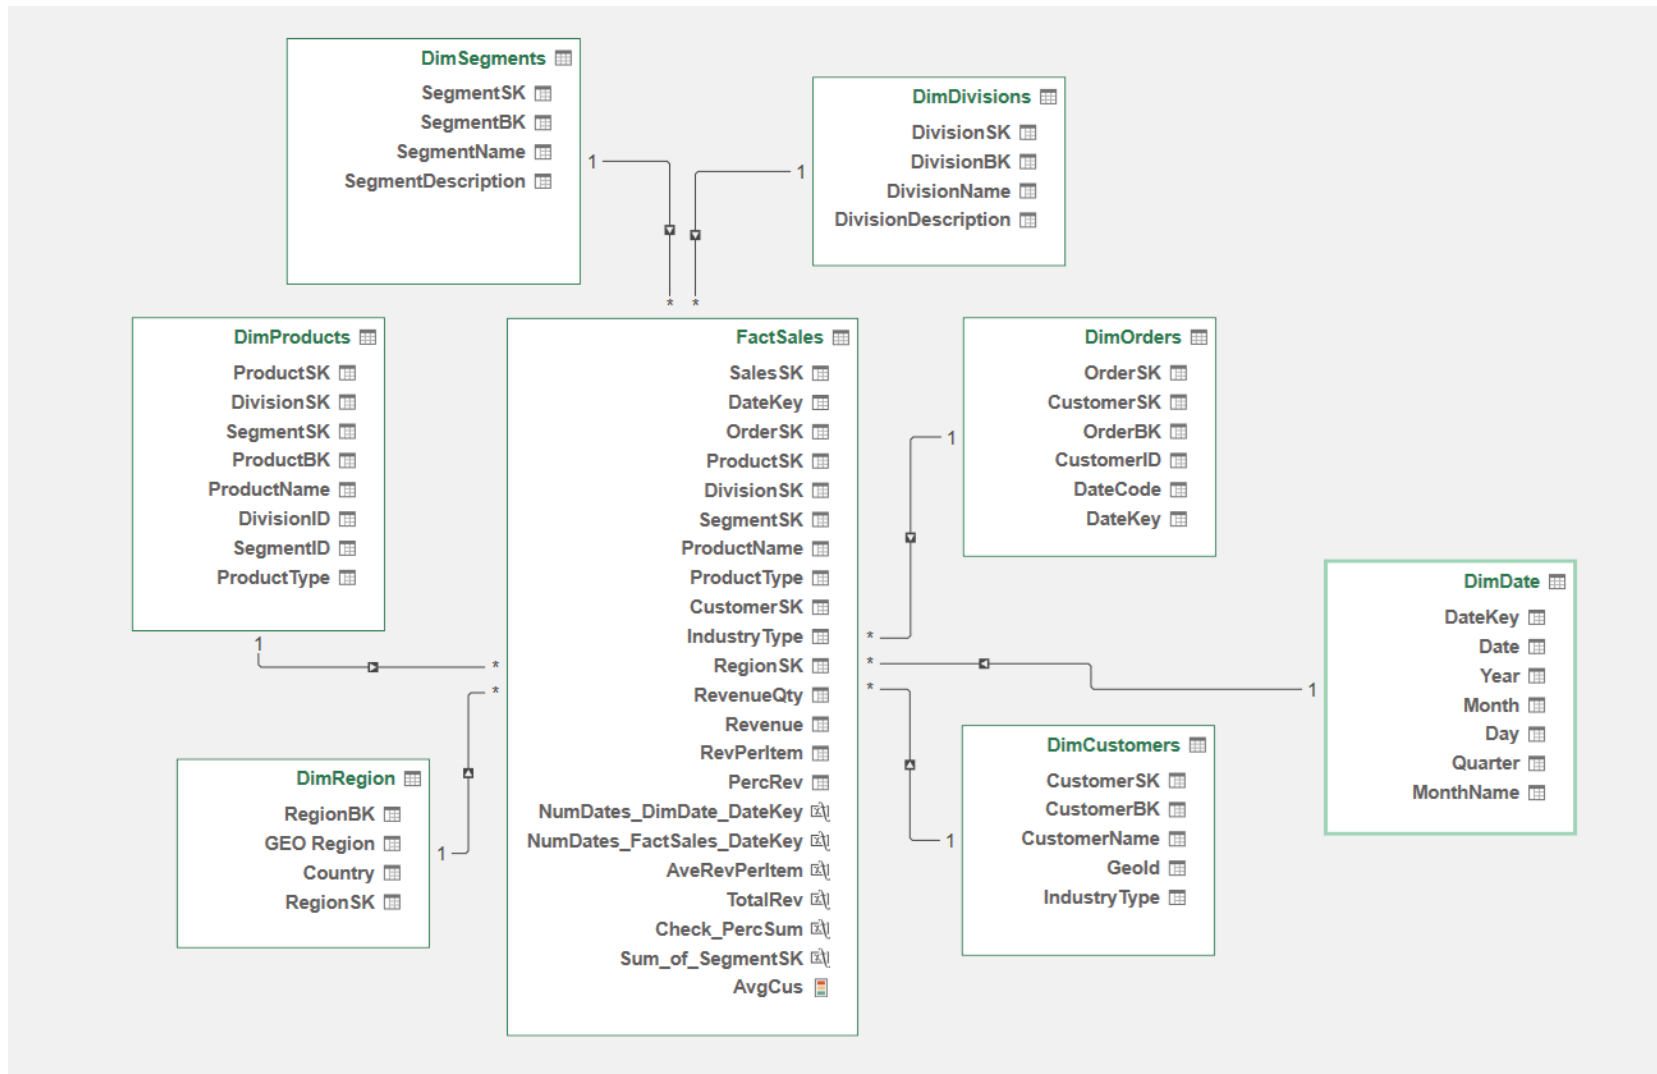 DimSegments
SegmentSK
SegmentBK
SegmentName
SegmentDescription
1
*
DimDivisions
DivisionSK
DivisionBK
DivisionName
DivisionDescription
1
*
DimProducts
ProductSK
DivisionSK
SegmentSK
ProductBK
ProductName
DivisionID
SegmentID
ProductType
1
*
FactSales
SalesSK
DateKey
OrderSK
ProductSK
DivisionSK
SegmentSK
ProductName
ProductType
CustomerSK
IndustryType
RegionSK
RevenueQty
Revenue
RevPerItem
PercRev
NumDates_DimDate_DateKey
NumDates_FactSales_DateKey
AveRevPerItem
TotalRev
Check_PercSum
Sum_of_SegmentSK
AvgCus
DimOrders
OrderSK
CustomerSK
OrderBK
CustomerID
DateCode
DateKey
1
*
DimDate
DateKey
Date
Year
Month
Day
Quarter
MonthName
1
*
DimRegion
RegionBK
GEO Region
Country
RegionSK
1
*
DimCustomers
CustomerSK
CustomerBK
CustomerName
GeoId
IndustryType
1
*